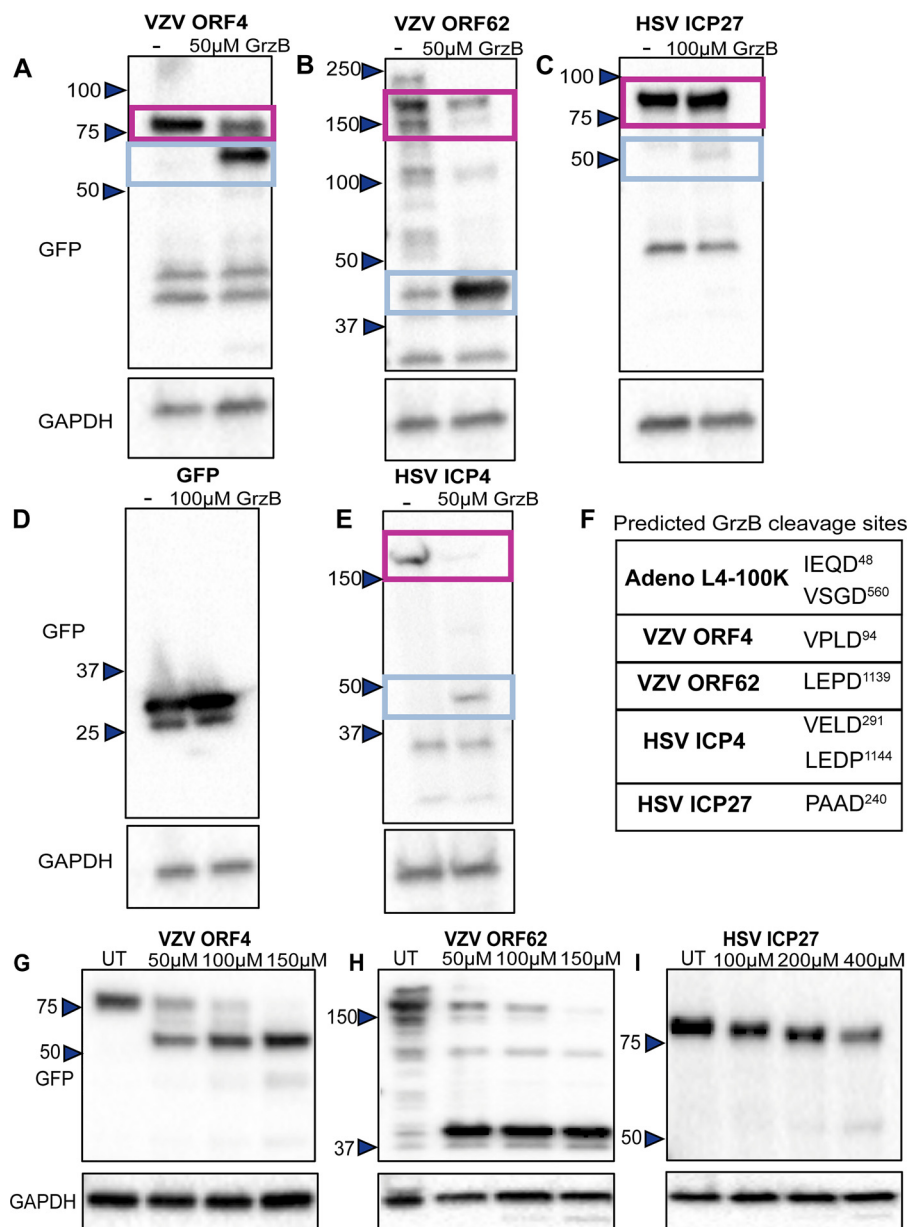 VZV ORF4
A
- 50µM GrzB
100
75
50
GFP
GAPDH
VZV ORF62
B
- 50µM GrzB
250
150
100
50
37
HSV ICP27
C
- 100µM GrzB
100
75
50
GFP
D
- 100µM GrzB
GFP
37
25
GAPDH
HSV ICP4
E
- 50µM GrzB
150
50
37
F Predicted GrzB cleavage sites
Adeno L4-100K IEQD48
VSGD560
VZV ORF4 VPLD94
VZV ORF62 LEPD1139
HSV ICP4 VELD291
LEDP1144
HSV ICP27 PAAD240
VZV ORF4
G UT 50µM 100µM 150µM
75
50
GFP
GAPDH
VZV ORF62
H UT 50µM 100µM 150µM
150
37
HSV ICP27
I UT 100µM 200µM 400µM
75
50